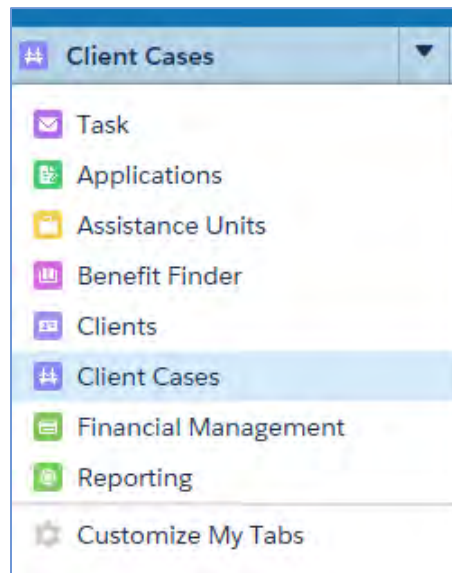 Client Cases
Task
Applications
Assistance Units
Benefit Finder
Clients
Client Cases
Financial Management
Reporting
Customize My Tabs